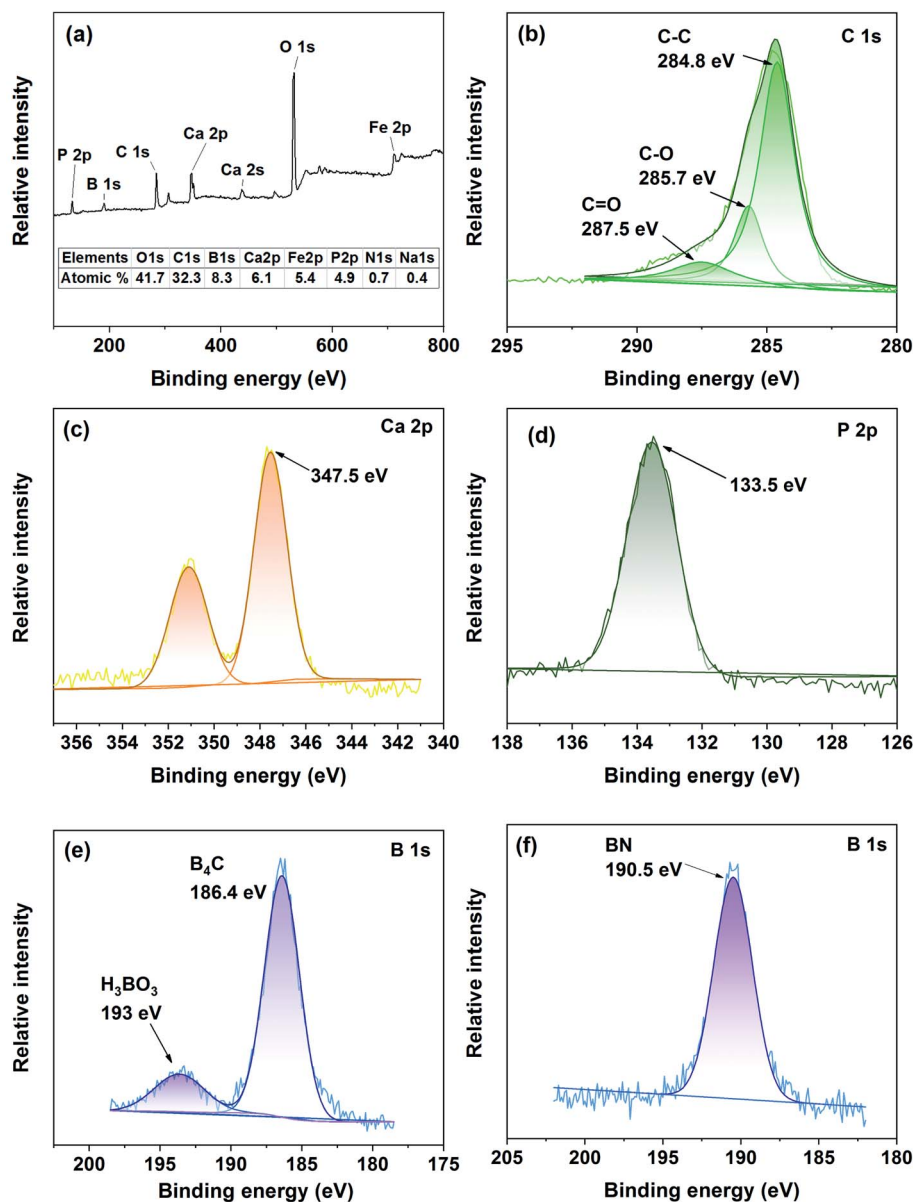 (a)
O 1s
P 2p
B 1s
C 1s
Ca 2p
Ca 2s
Fe 2p
Elements O1s C1s B1s Ca2p Fe2p P2p N1s Na1s
Atomic % 41.7 32.3 8.3 6.1 5.4 4.9 0.7 0.4
Relative intensity
200 400 600 800
Binding energy (eV)
(b)
C 1s
C-C
284.8 eV
C-O
285.7 eV
C=O
287.5 eV
Relative intensity
295 290 285 280
Binding energy (eV)
(c)
Ca 2p
347.5 eV
Relative intensity
356 354 352 350 348 346 344 342 340
Binding energy (eV)
(d)
P 2p
133.5 eV
Relative intensity
138 136 134 132 130 128 126
Binding energy (eV)
(e)
B 1s
B₄C
186.4 eV
H₃BO₃
193 eV
Relative intensity
200 195 190 185 180 175
Binding energy (eV)
(f)
B 1s
BN
190.5 eV
Relative intensity
205 200 195 190 185 180
Binding energy (eV)